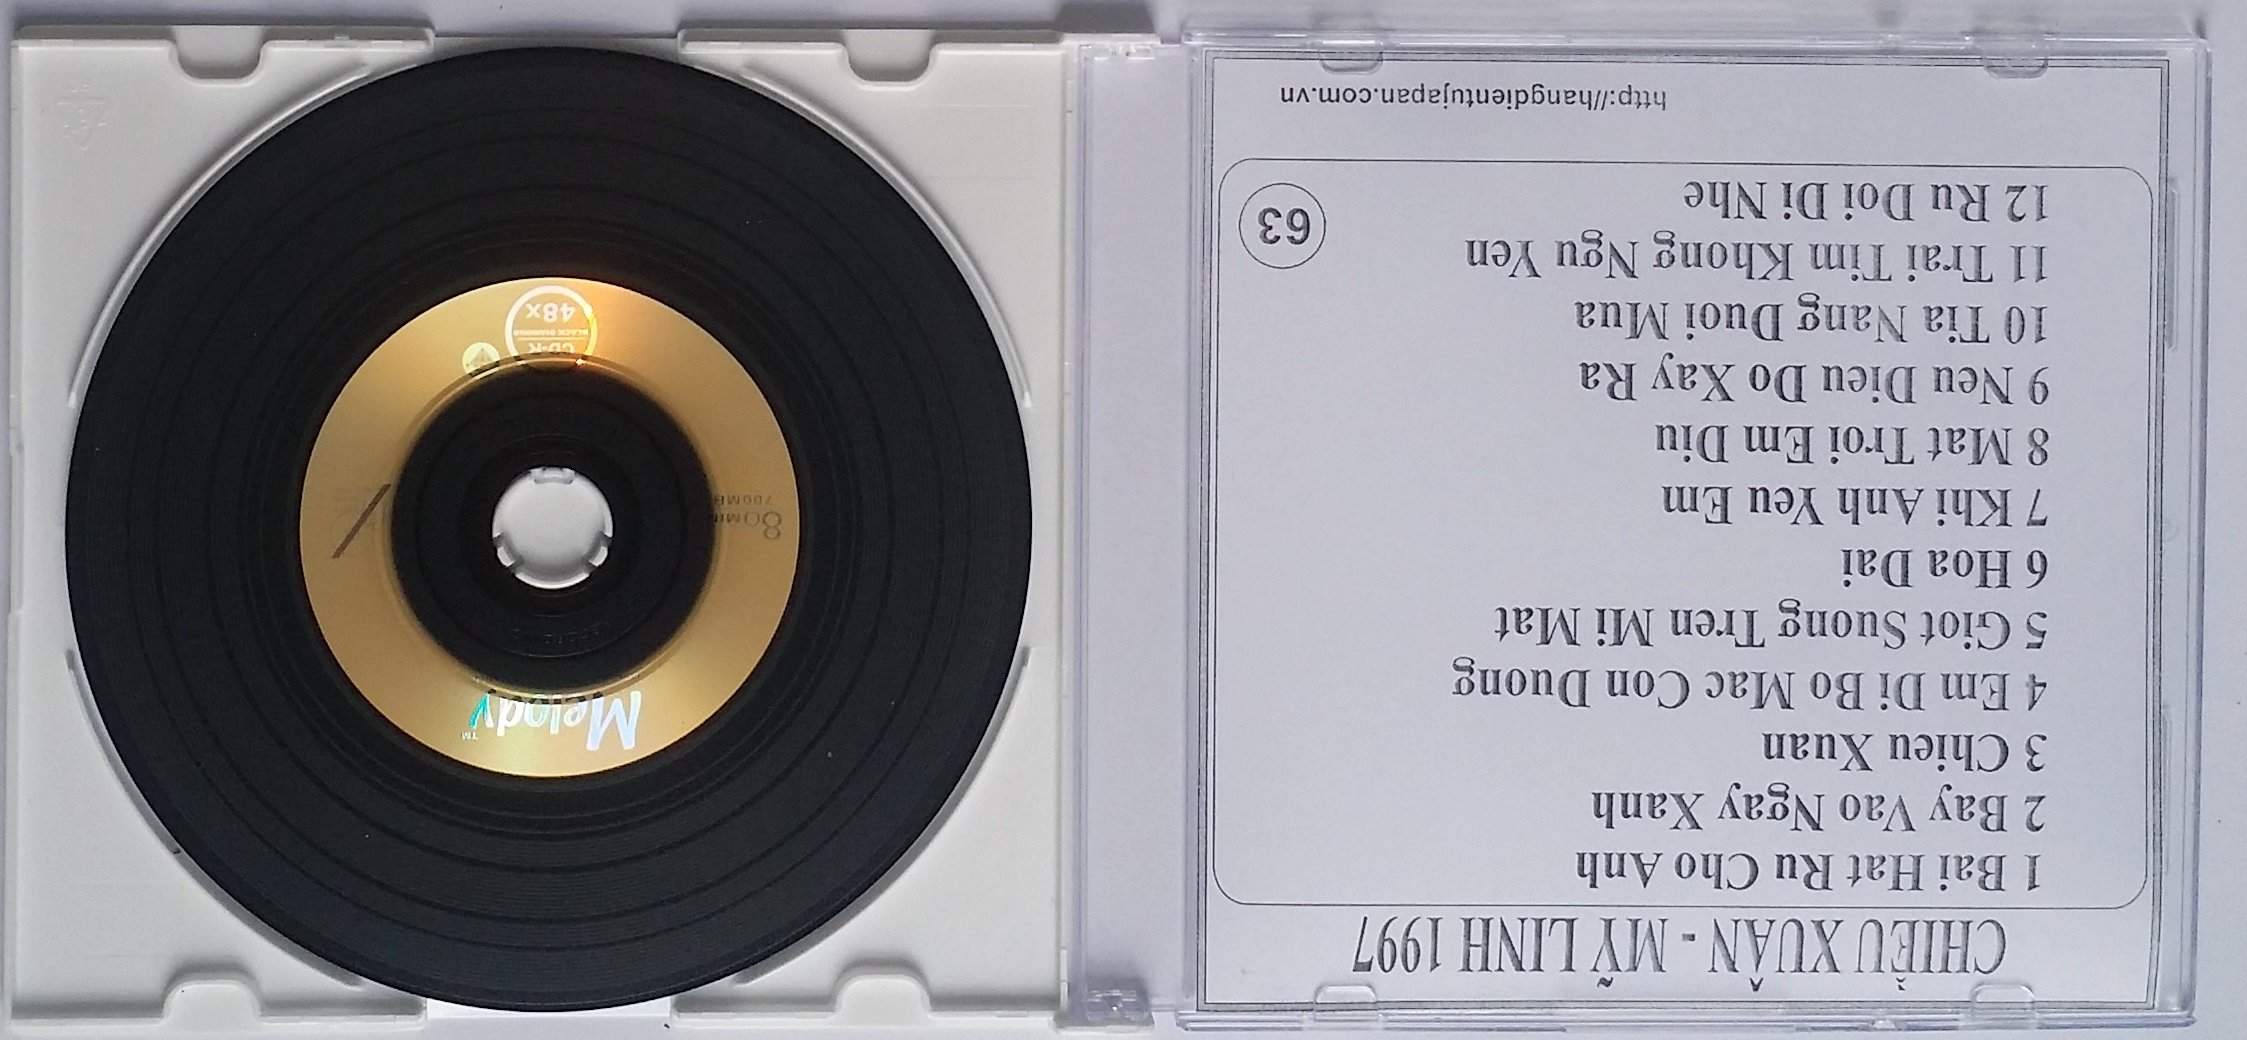 CHIỀU XUÂN - MỸ LINH 1997
1 Bai Hat Ru Cho Anh
2 Bay Vao Ngay Xanh
3 Chieu Xuan
4 Em Di Bo Mac Con Duong
5 Giot Suong Tren Mi Mat
6 Hoa Dai
7 Khi Anh Yeu Em
8 Mat Troi Em Diu
9 Neu Dieu Do Xay Ra
10 Tia Nang Duoi Mua
11 Trai Tim Khong Ngu Yen
12 Ru Doi Di Nhe
63
http://hangdientujapan.com.vn
Melody™
80MIN
700MB
CD-R
BLACK DIAMOND
48x